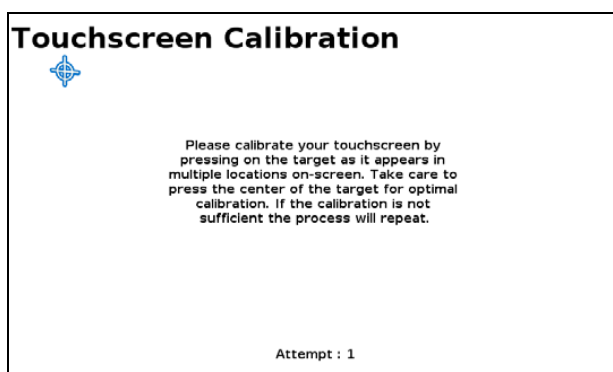 Touchscreen Calibration
Please calibrate your touchscreen by
pressing on the target as it appears in
multiple locations on-screen. Take care to
press the center of the target for optimal
calibration. If the calibration is not
sufficient the process will repeat.
Attempt : 1